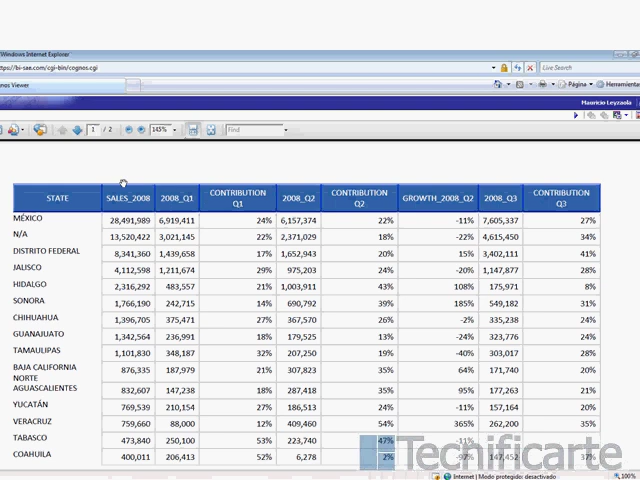 Windows Internet Explorer
ttps://bi-sae.com/cgi-bin/cognos.cgi
Live Search
nos Viewer
Página
Herramientas
Mauricio Leyzaola
1 / 2
145%
Find
STATE SALES_2008 2008_Q1 CONTRIBUTION Q1 2008_Q2 CONTRIBUTION Q2 GROWTH_2008_Q2 2008_Q3 CONTRIBUTION Q3
MÉXICO 28,491,989 6,919,411 24% 6,157,374 22% -11% 7,605,337 27%
N/A 13,520,422 3,021,145 22% 2,371,029 18% -22% 4,615,450 34%
DISTRITO FEDERAL 8,341,360 1,439,658 17% 1,652,943 20% 15% 3,402,111 41%
JALISCO 4,112,598 1,211,674 29% 975,203 24% -20% 1,147,877 28%
HIDALGO 2,316,292 483,557 21% 1,003,911 43% 108% 175,971 8%
SONORA 1,766,190 242,715 14% 690,792 39% 185% 549,182 31%
CHIHUAHUA 1,396,705 375,471 27% 367,570 26% -2% 335,228 24%
GUANAJUATO 1,342,564 236,991 18% 179,525 13% -24% 323,776 24%
TAMAULIPAS 1,101,830 348,187 32% 207,250 19% -40% 303,017 28%
BAJA CALIFORNIA NORTE 876,335 187,979 21% 307,823 35% 64% 171,740 20%
AGUASCALIENTES 832,607 147,238 18% 287,418 35% 95% 177,263 21%
YUCATÁN 769,539 210,154 27% 186,513 24% -11% 157,164 20%
VERACRUZ 759,660 88,000 12% 409,460 54% 365% 262,200 35%
TABASCO 473,840 250,100 53% 223,740 47% -11%
COAHUILA 400,011 206,413 52% 6,278 2% -97% 147,452 37%
Tecnificarte
Internet | Modo protegido: desactivado
100%